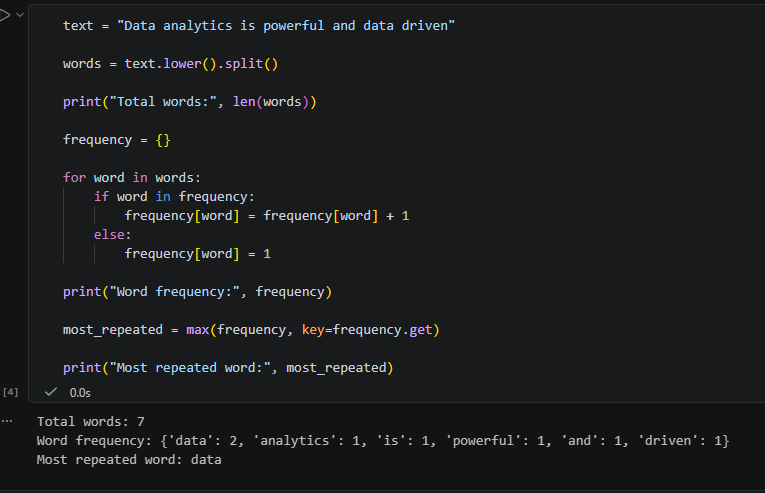 text = "Data analytics is powerful and data driven"
words = text.lower().split()
print("Total words:", len(words))
frequency = {}
for word in words:
    if word in frequency:
        frequency[word] = frequency[word] + 1
    else:
        frequency[word] = 1
print("Word frequency:", frequency)
most_repeated = max(frequency, key=frequency.get)
print("Most repeated word:", most_repeated)
[4] 0.0s
Total words: 7
Word frequency: {'data': 2, 'analytics': 1, 'is': 1, 'powerful': 1, 'and': 1, 'driven': 1}
Most repeated word: data